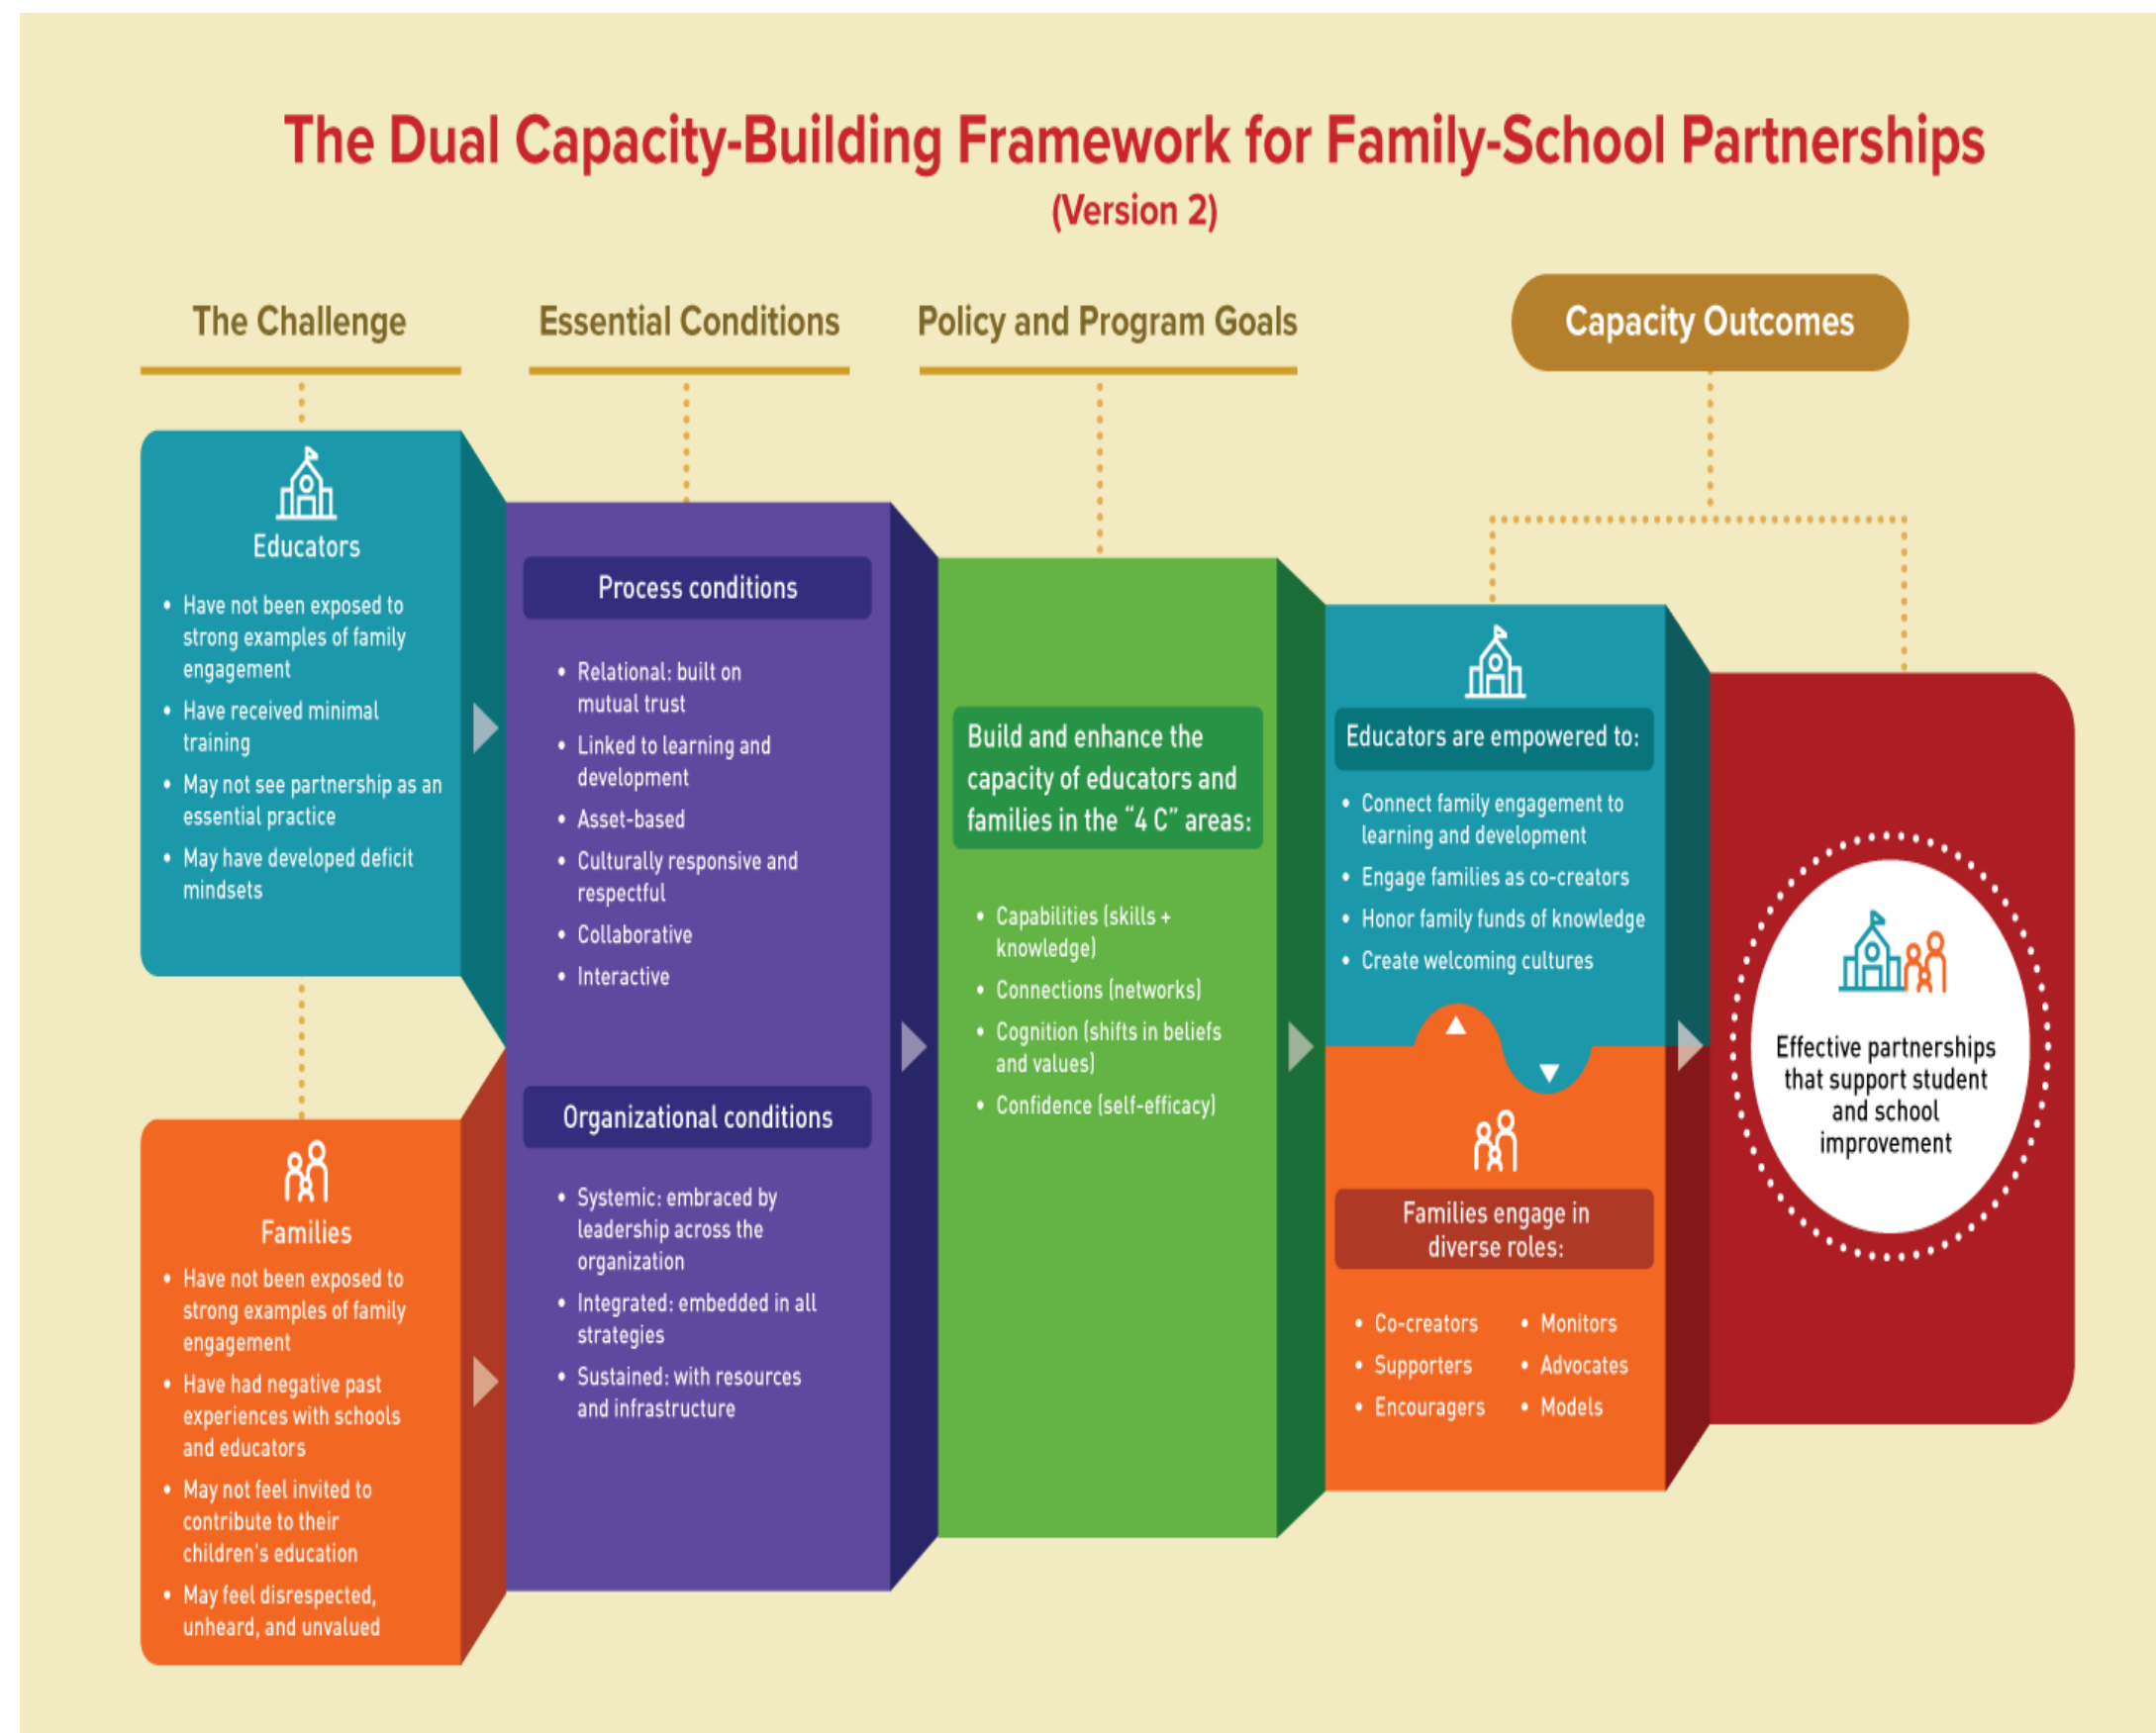 The Dual Capacity-Building Framework for Family-School Partnerships
(Version 2)
The Challenge
Essential Conditions
Policy and Program Goals
Capacity Outcomes
Educators
• Have not been exposed to
strong examples of family
engagement
• Have received minimal
training
• May not see partnership as an
essential practice
• May have developed deficit
mindsets
Families
• Have not been exposed to
strong examples of family
engagement
• Have had negative past
experiences with schools
and educators
• May not feel invited to
contribute to their
children's education
• May feel disrespected,
unheard, and unvalued
Process conditions
• Relational: built on
mutual trust
• Linked to learning and
development
• Asset-based
• Culturally responsive and
respectful
• Collaborative
• Interactive
Organizational conditions
• Systemic: embraced by
leadership across the
organization
• Integrated: embedded in all
strategies
• Sustained: with resources
and infrastructure
Build and enhance the
capacity of educators and
families in the “4 C” areas:
• Capabilities (skills +
knowledge)
• Connections (networks)
• Cognition (shifts in beliefs
and values)
• Confidence (self-efficacy)
Educators are empowered to:
• Connect family engagement to
learning and development
• Engage families as co-creators
• Honor family funds of knowledge
• Create welcoming cultures
Families engage in
diverse roles:
• Co-creators
• Supporters
• Encouragers
• Monitors
• Advocates
• Models
Effective partnerships
that support student
and school
improvement